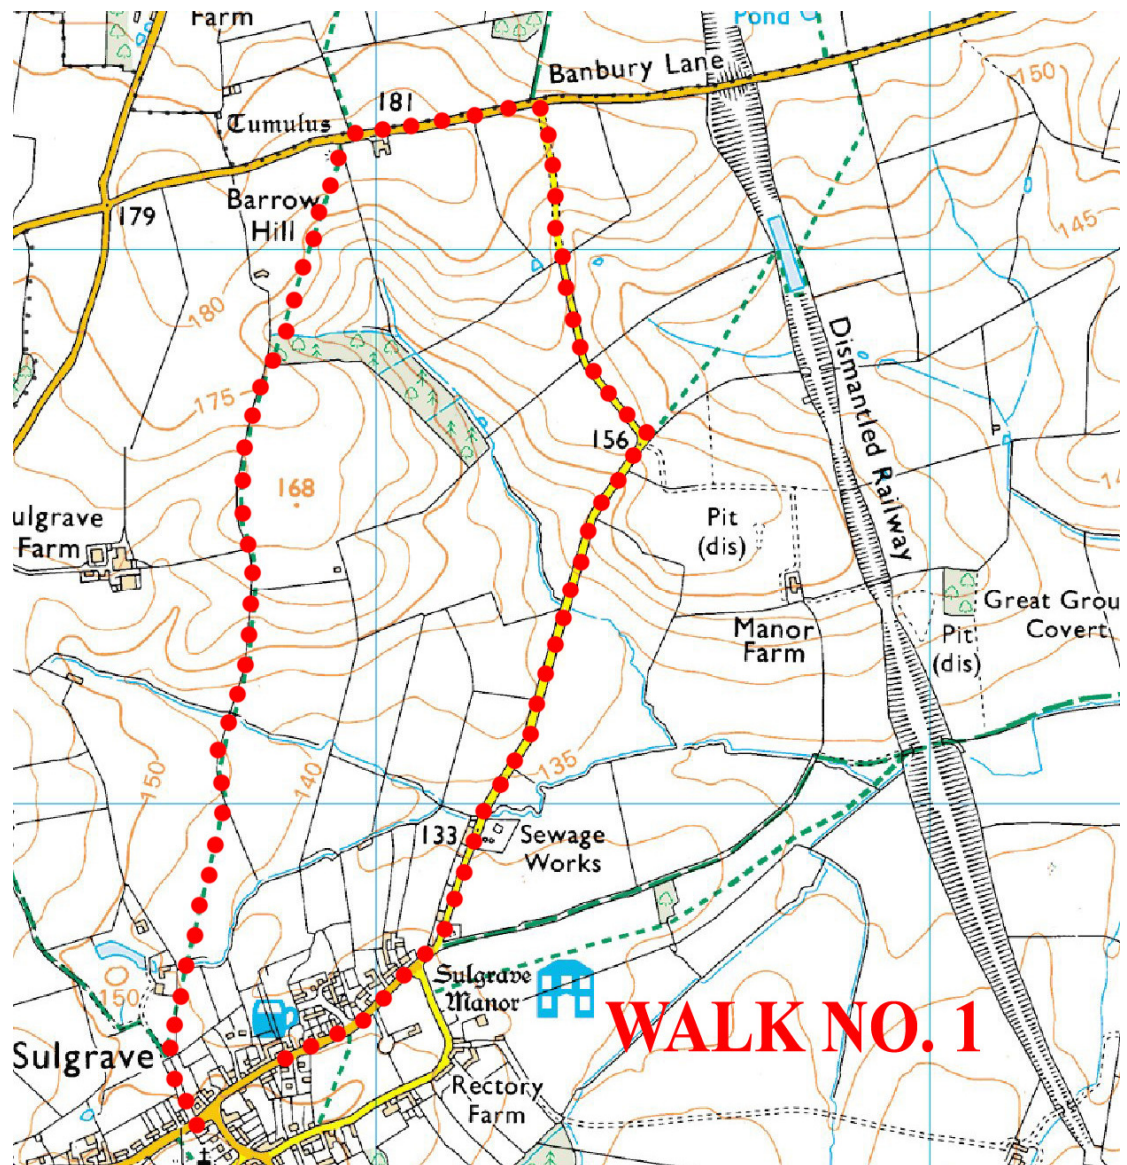 Farm
Pond
Banbury Lane
150
181
Tumulus
179
Barrow
Hill
145
180
Dismantled Railway
175
156
168
ulgrave
Farm
Pit
(dis)
Great Grou
Covert
Manor
Farm
Pit
(dis)
150
140
135
133
Sewage
Works
Sulgrave
Manor
150
WALK NO. 1
Sulgrave
Rectory
Farm